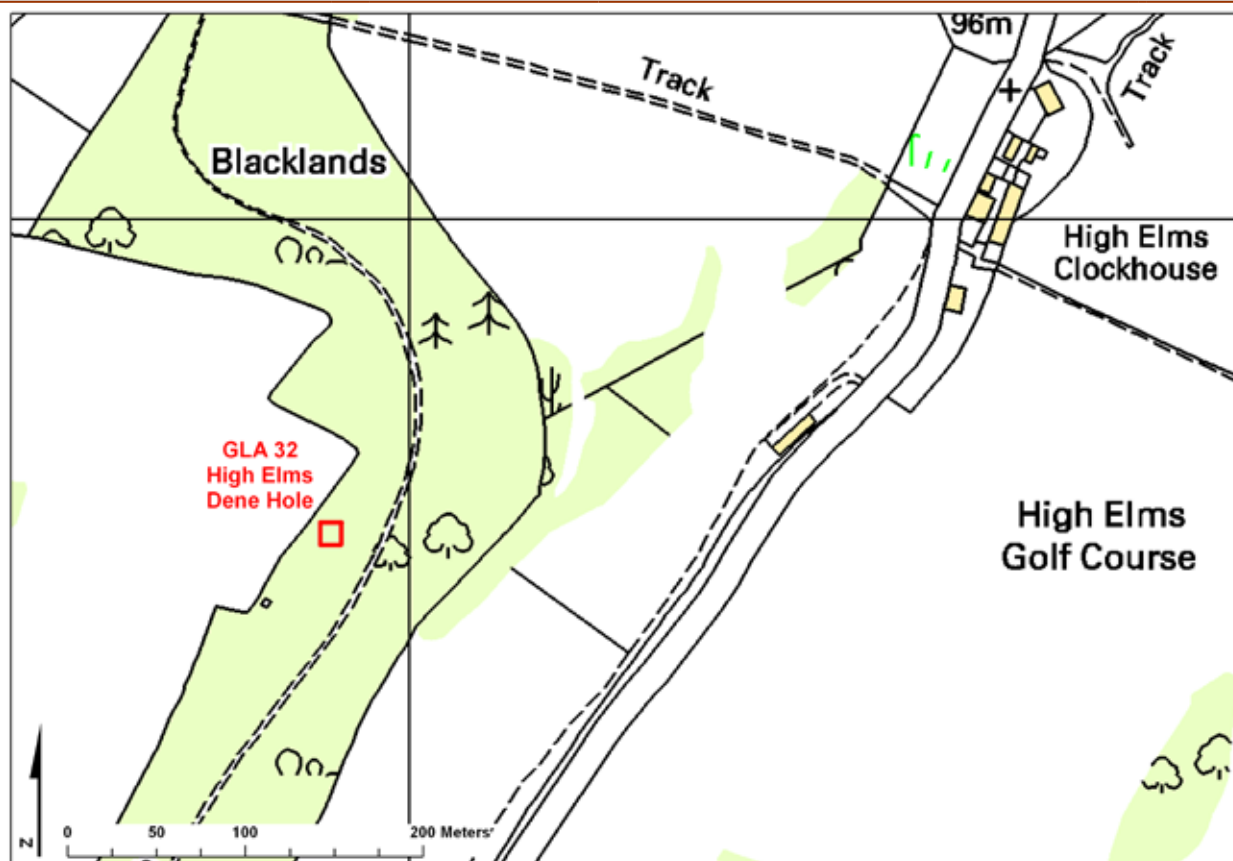 96m
Track
Track
Blacklands
High Elms
Clockhouse
GLA 32
High Elms
Dene Hole
High Elms
Golf Course
N
0 50 100 200 Meters